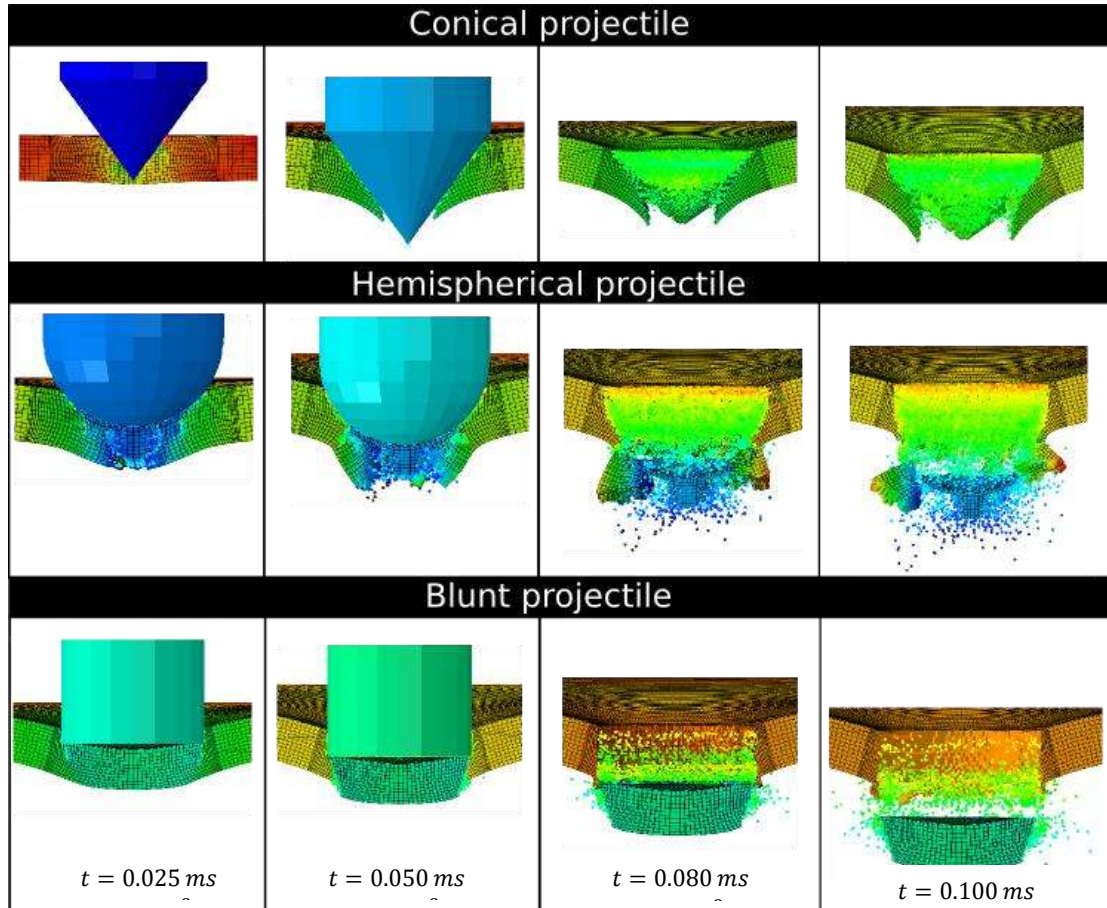 Conical projectile
Hemispherical projectile
Blunt projectile
t = 0.025 ms
t = 0.050 ms
t = 0.080 ms
t = 0.100 ms